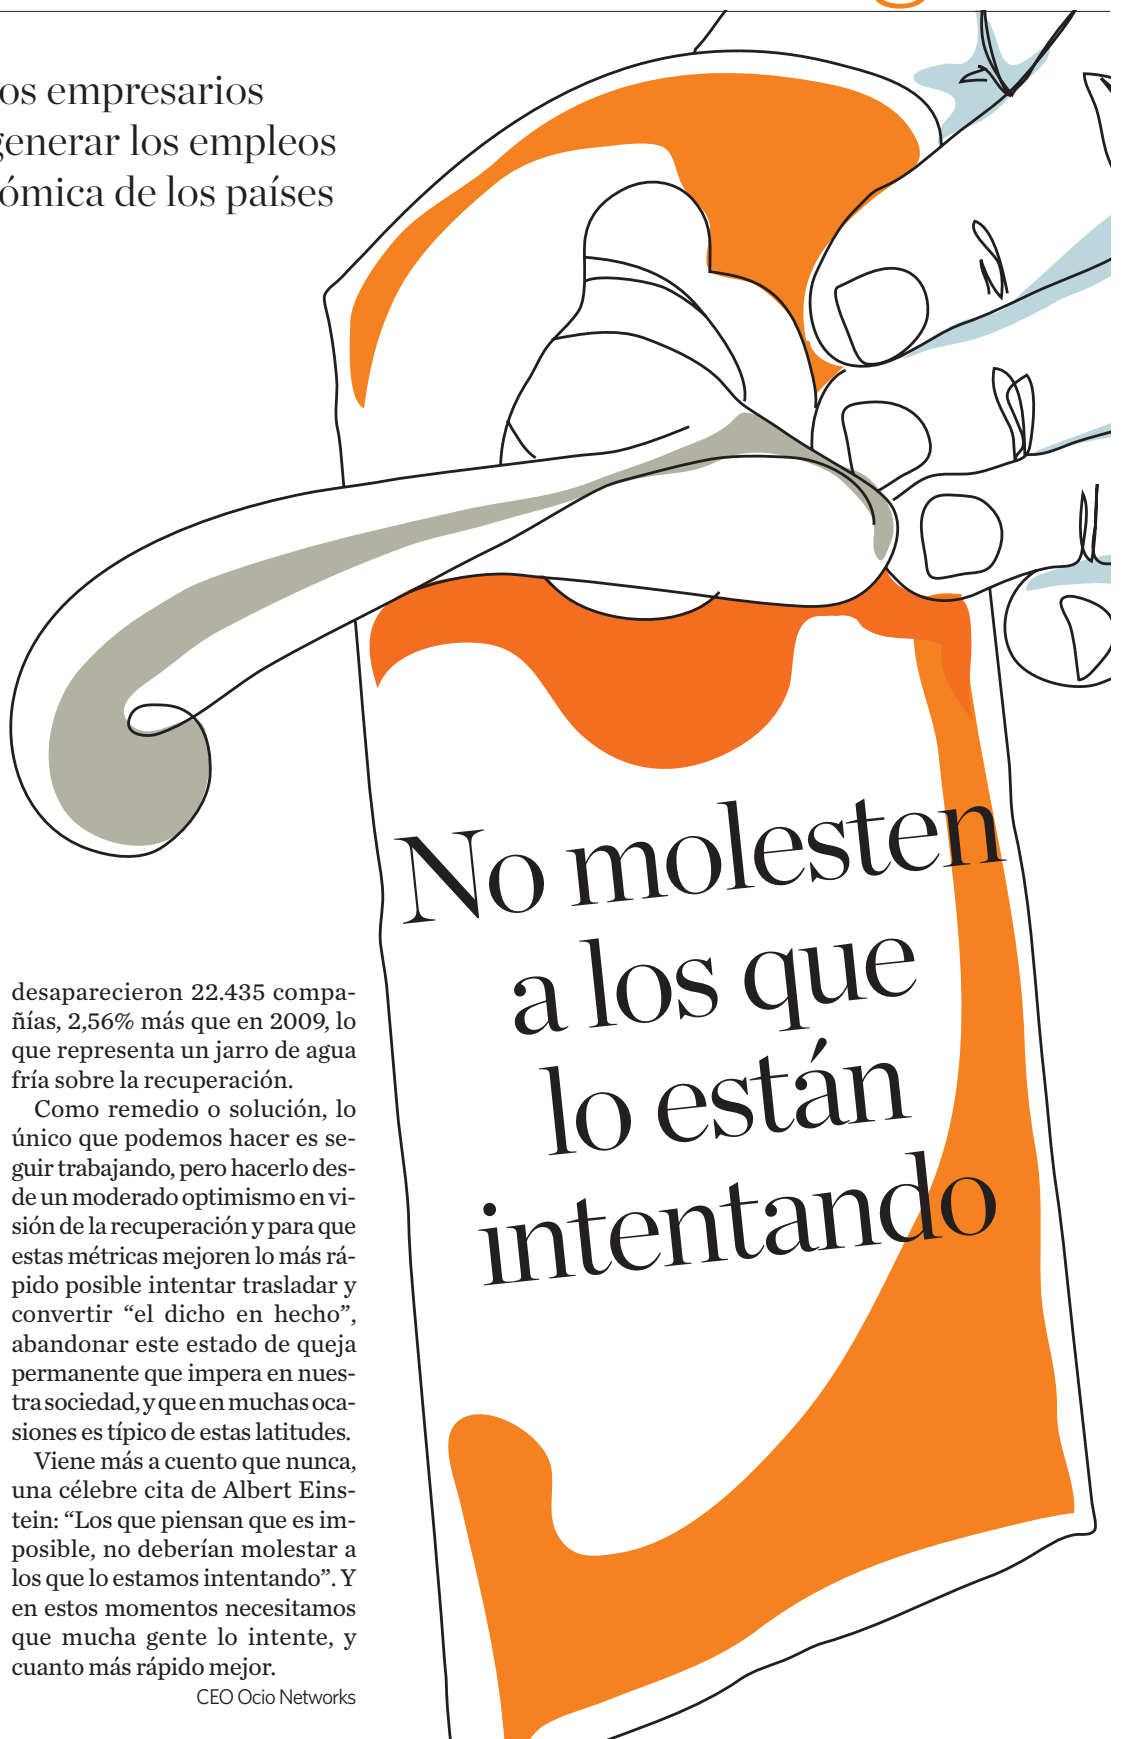 os empresarios
generar los empleos
ómica de los países
No molesten
a los que
lo están
intentando
desaparecieron 22.435 compa-
ñías, 2,56% más que en 2009, lo
que representa un jarro de agua
fría sobre la recuperación.
Como remedio o solución, lo
único que podemos hacer es se-
guir trabajando, pero hacerlo des-
de un moderado optimismo en vi-
sión de la recuperación y para que
estas métricas mejoren lo más rá-
pido posible intentar trasladar y
convertir “el dicho en hecho”,
abandonar este estado de queja
permanente que impera en nues-
tra sociedad, y que en muchas oca-
siones es típico de estas latitudes.
Viene más a cuento que nunca,
una célebre cita de Albert Eins-
tein: “Los que piensan que es im-
posible, no deberían molestar a
los que lo estamos intentando”. Y
en estos momentos necesitamos
que mucha gente lo intente, y
cuanto más rápido mejor.
CEO Ocio Networks